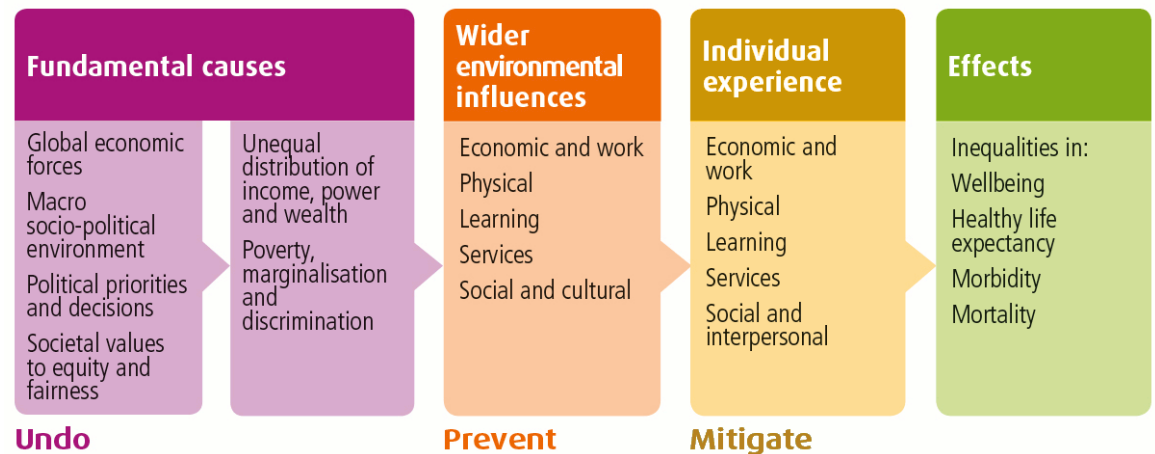 Fundamental causes
Global economic
forces
Macro
socio-political
environment
Political priorities
and decisions
Societal values
to equity and
fairness
Unequal
distribution of
income, power
and wealth
Poverty,
marginalisation
and
discrimination
Undo
Wider
environmental
influences
Economic and work
Physical
Learning
Services
Social and cultural
Prevent
Individual
experience
Economic and
work
Physical
Learning
Services
Social and
interpersonal
Mitigate
Effects
Inequalities in:
Wellbeing
Healthy life
expectancy
Morbidity
Mortality